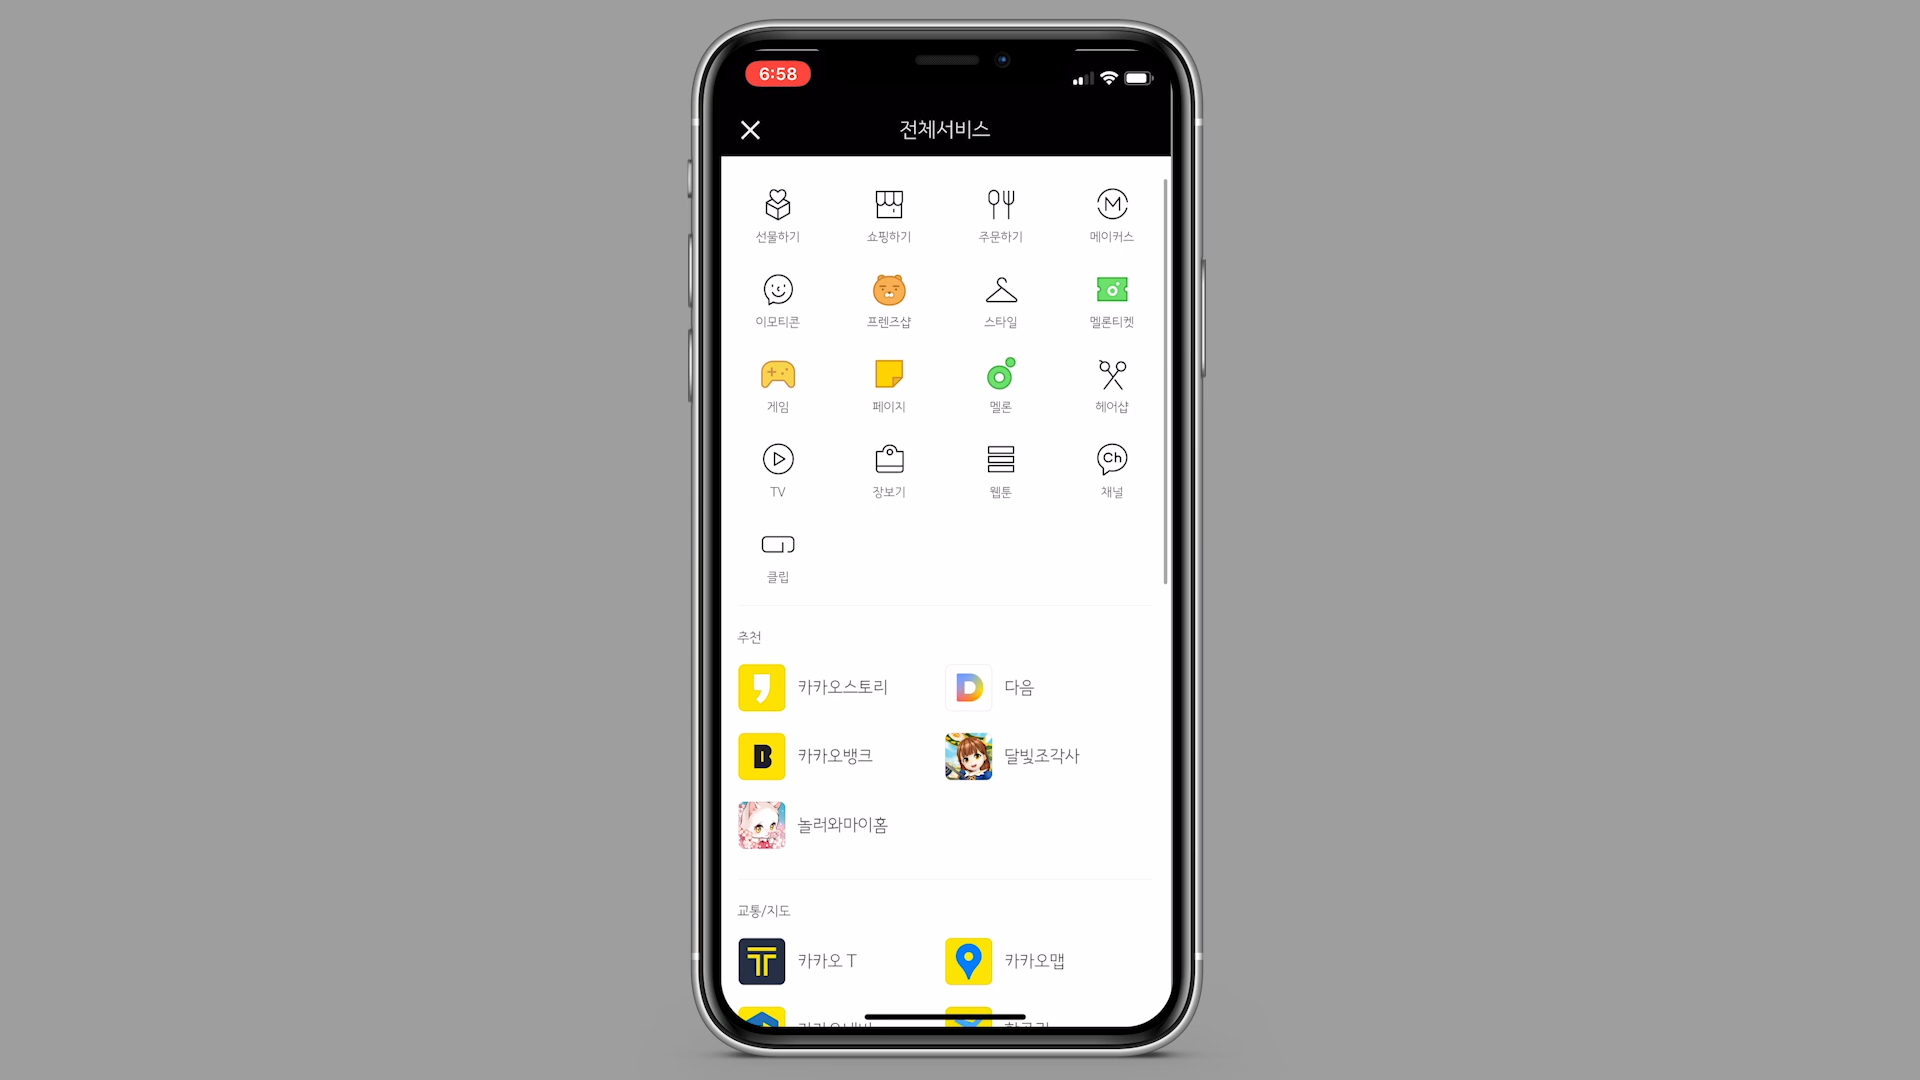 6:58
전체서비스
선물하기 쇼핑하기 주문하기 메이커스
이모티콘 프렌즈샵 스타일 멜론티켓
게임 페이지 멜론 헤어샵
TV 장보기 웹툰 채널
클립
추천
카카오스토리 다음
카카오뱅크 달빛조각사
놀러와마이홈
교통/지도
카카오 T 카카오맵